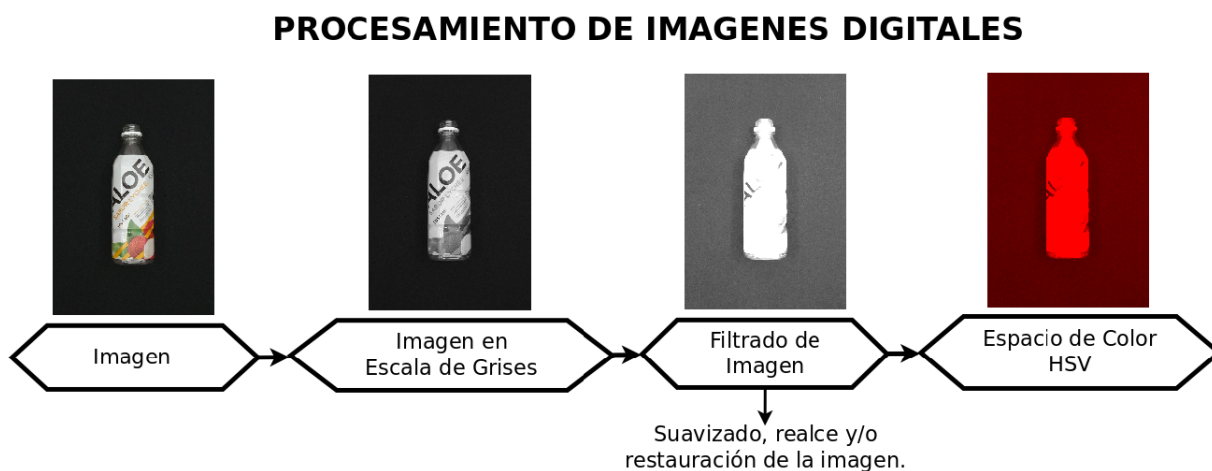 PROCESAMIENTO DE IMAGENES DIGITALES
ALOE
ALOE
Imagen
Imagen en
Escala de Grises
Filtrado de
Imagen
Espacio de Color
HSV
Suavizado, realce y/o
restauración de la imagen.